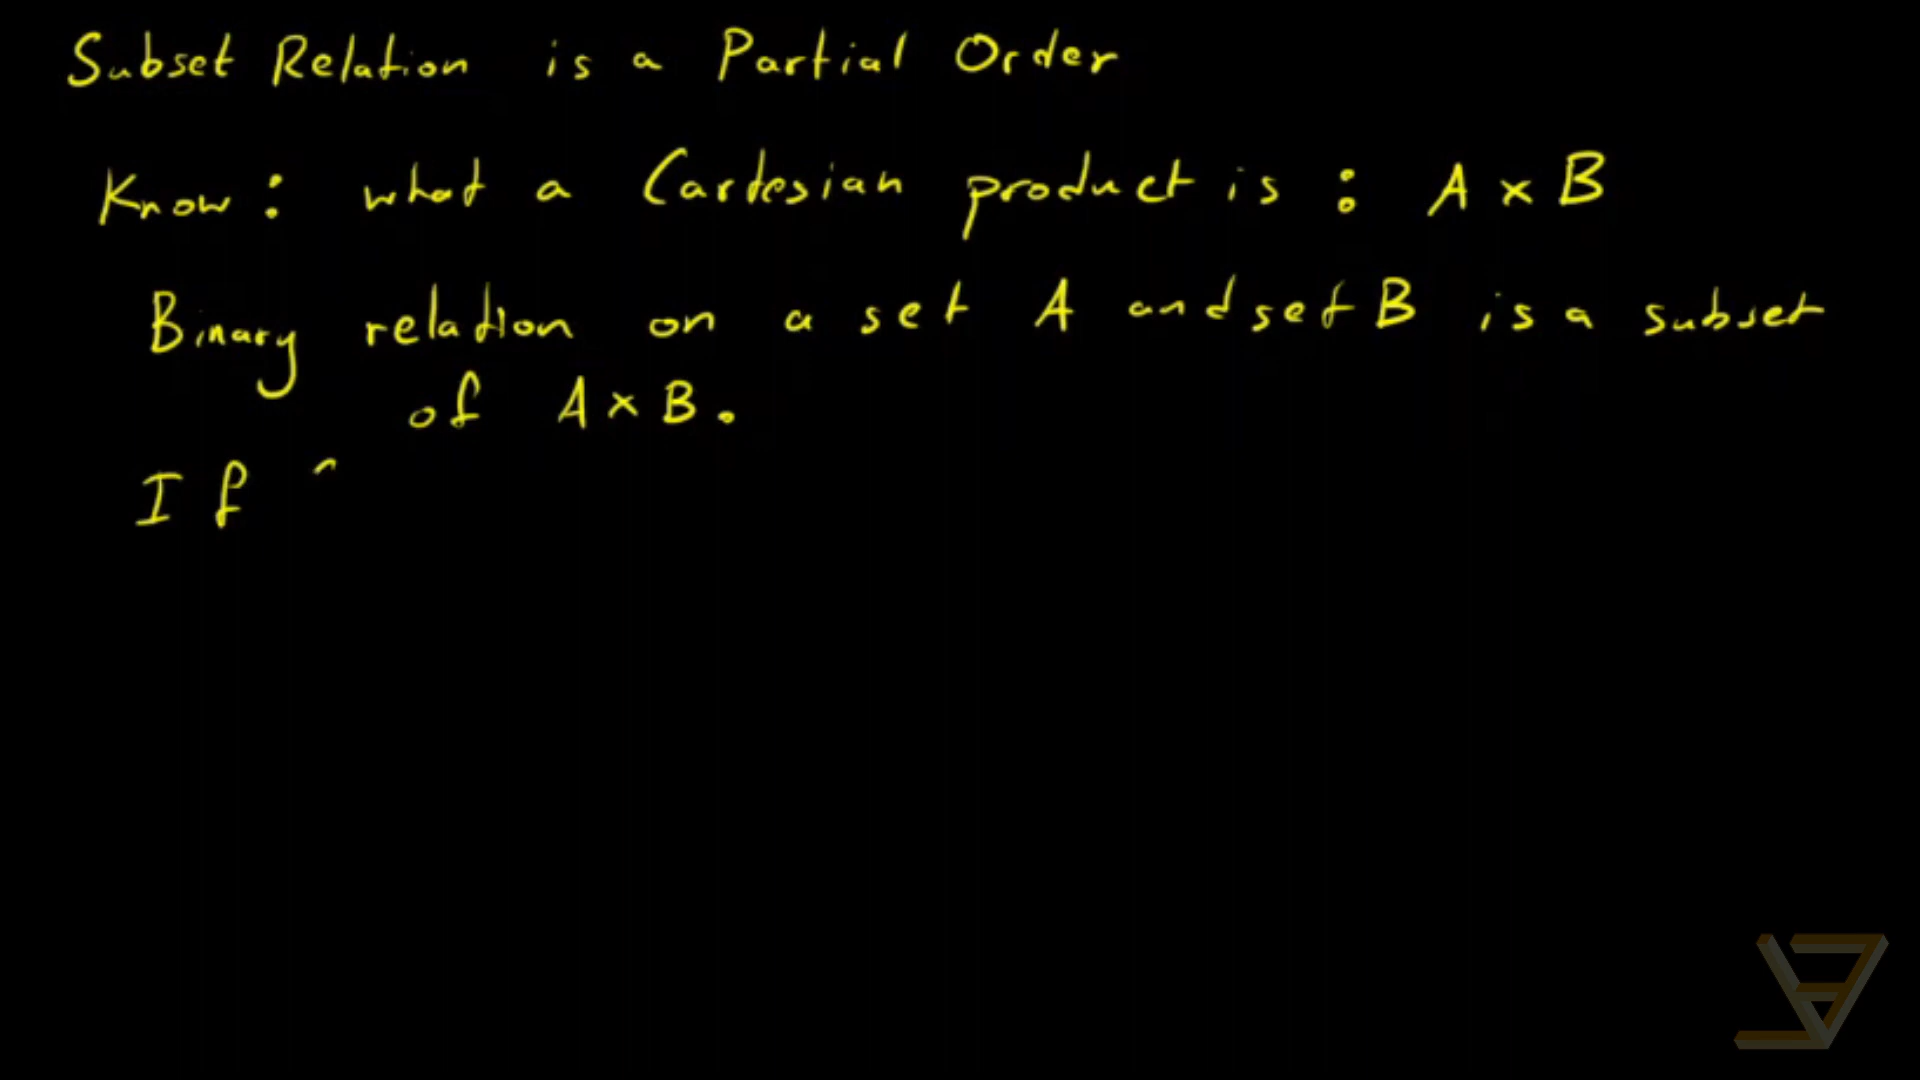 Subset Relation is a Partial Order
Know: what a Cartesian product is : A × B
Binary relation on a set A and set B is a subset
of A × B.
If